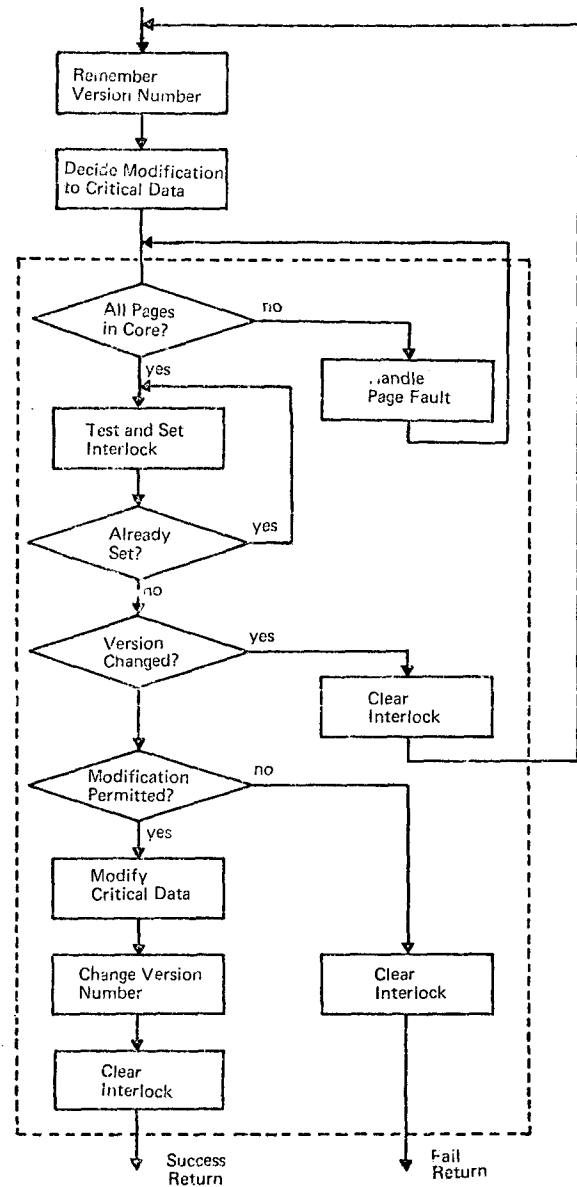 Remember
Version Number
Decide Modification
to Critical Data
All Pages
in Core?
no
yes
Handle
Page Fault
Test and Set
Interlock
Already
Set?
yes
no
Version
Changed?
yes
Clear
Interlock
Modification
Permitted?
no
yes
Modify
Critical Data
Change Version
Number
Clear
Interlock
Clear
Interlock
Success
Return
Fail
Return